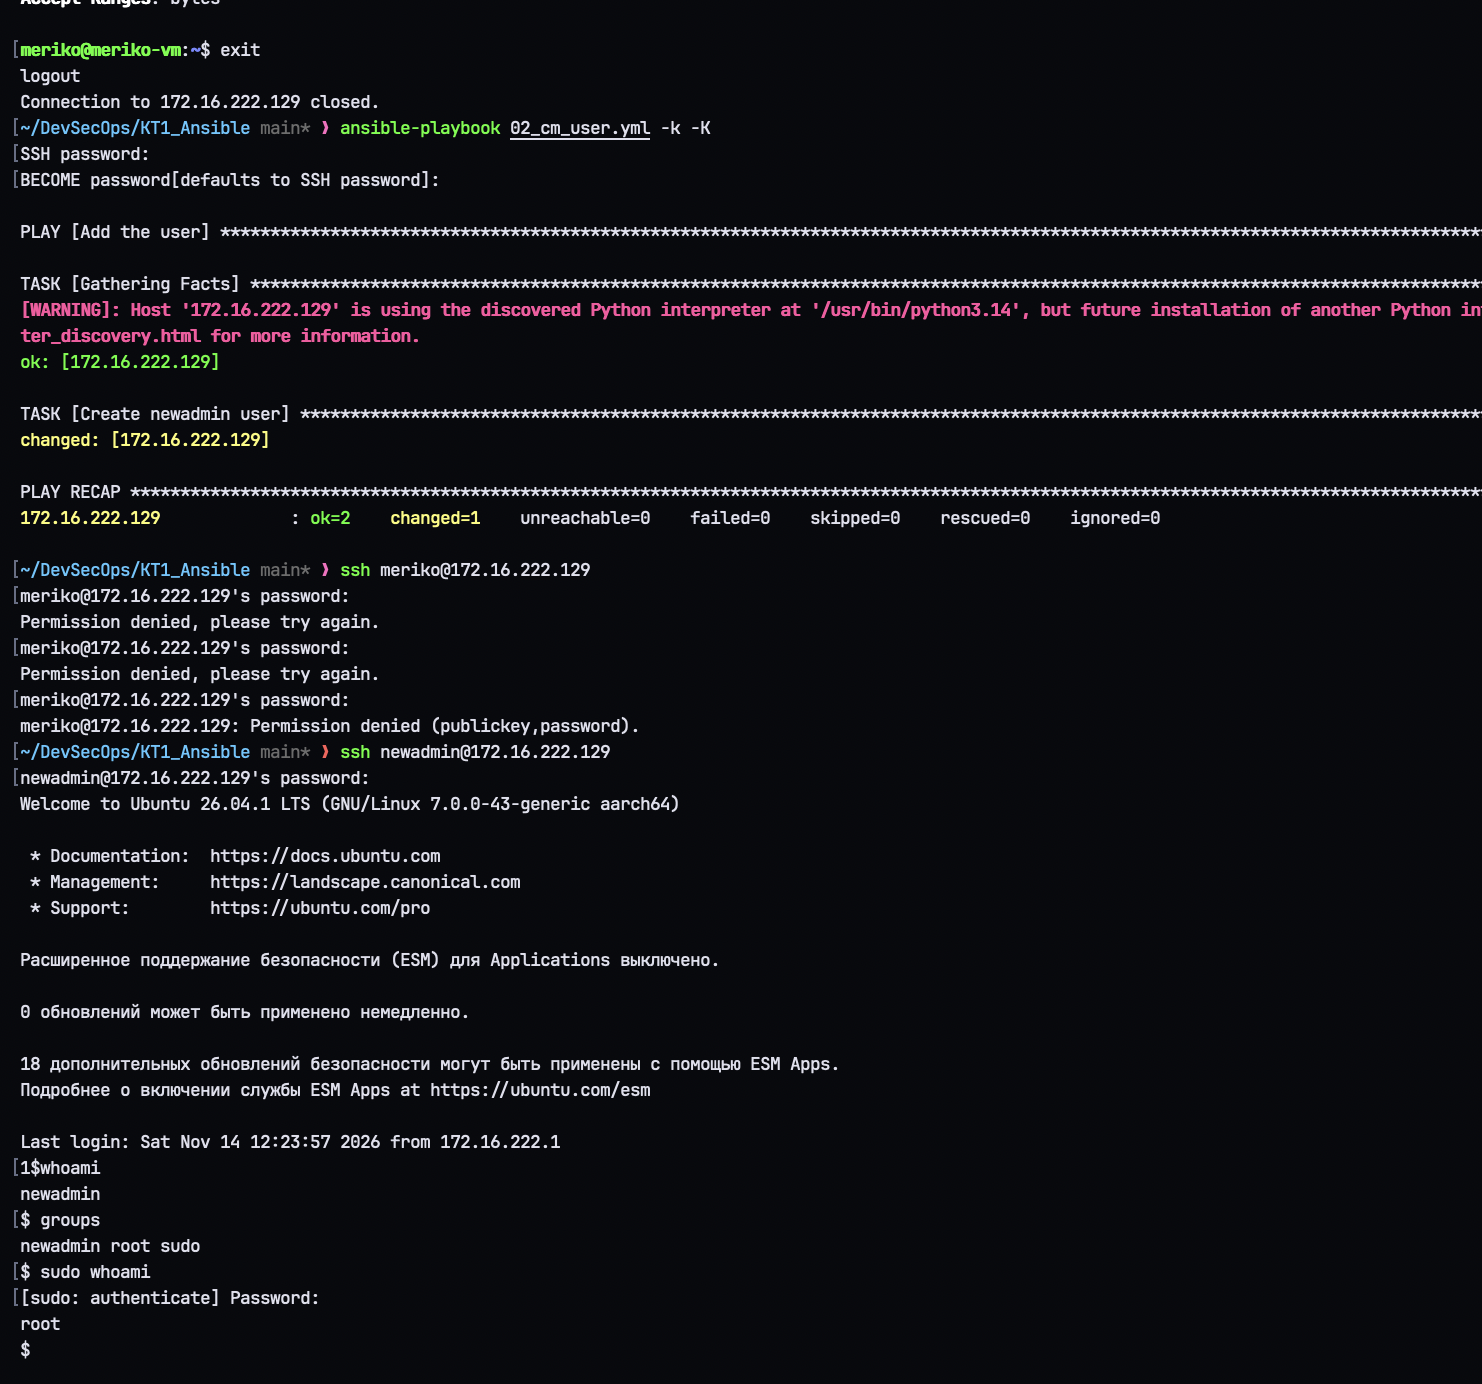 Accept-Ranges: bytes
[meriko@meriko-vm:~$ exit
logout
Connection to 172.16.222.129 closed.
[~/DevSecOps/KT1_Ansible main* ❯ ansible-playbook 02_cm_user.yml -k -K
[SSH password:
[BECOME password[defaults to SSH password]:
PLAY [Add the user] ******************************************************************************************************************************
TASK [Gathering Facts] ***************************************************************************************************************************
[WARNING]: Host '172.16.222.129' is using the discovered Python interpreter at '/usr/bin/python3.14', but future installation of another Python in
ter_discovery.html for more information.
ok: [172.16.222.129]
TASK [Create newadmin user] **********************************************************************************************************************
changed: [172.16.222.129]
PLAY RECAP ***************************************************************************************************************************************
172.16.222.129             : ok=2    changed=1    unreachable=0    failed=0    skipped=0    rescued=0    ignored=0
[~/DevSecOps/KT1_Ansible main* ❯ ssh meriko@172.16.222.129
[meriko@172.16.222.129's password:
Permission denied, please try again.
[meriko@172.16.222.129's password:
Permission denied, please try again.
[meriko@172.16.222.129's password:
meriko@172.16.222.129: Permission denied (publickey,password).
[~/DevSecOps/KT1_Ansible main* ❯ ssh newadmin@172.16.222.129
[newadmin@172.16.222.129's password:
Welcome to Ubuntu 26.04.1 LTS (GNU/Linux 7.0.0-43-generic aarch64)
* Documentation:  https://docs.ubuntu.com
* Management:     https://landscape.canonical.com
* Support:        https://ubuntu.com/pro
Расширенное поддержание безопасности (ESM) для Applications выключено.
0 обновлений может быть применено немедленно.
18 дополнительных обновлений безопасности могут быть применены с помощью ESM Apps.
Подробнее о включении службы ESM Apps at https://ubuntu.com/esm
Last login: Sat Nov 14 12:23:57 2026 from 172.16.222.1
[1$whoami
newadmin
[$ groups
newadmin root sudo
[$ sudo whoami
[[sudo: authenticate] Password:
root
$